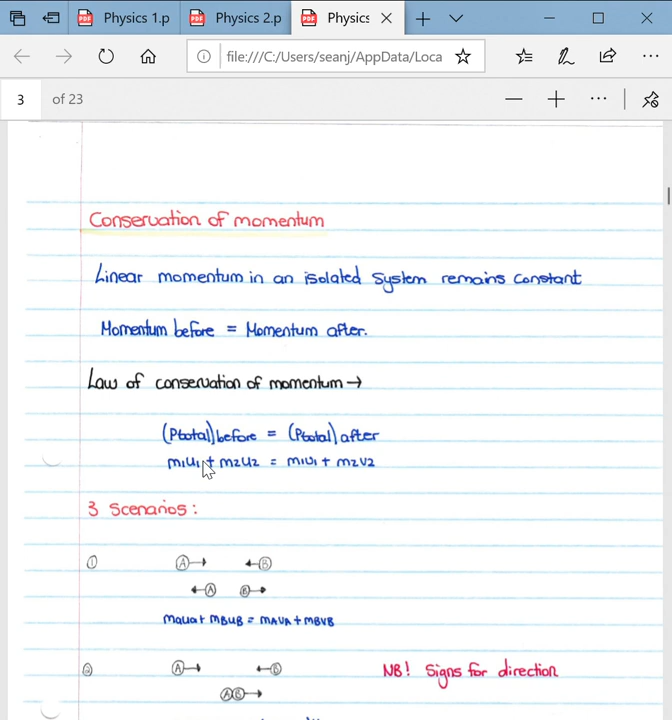 Physics 1.p
Physics 2.p
Physics
file:///C:/Users/seanj/AppData/Loca
3 of 23
Conservation of momentum
Linear momentum in an isolated system remains constant
Momentum before = Momentum after.
Law of conservation of momentum →
(Ptotal)before = (Ptotal)after
m1u1 + m2u2 = m1v1 + m2v2
3 Scenarios:
① A→ ←B
←A B→
mAuA + mBuB = mAvA + mBvB
② A→ ←B NB! Signs for direction
AB→